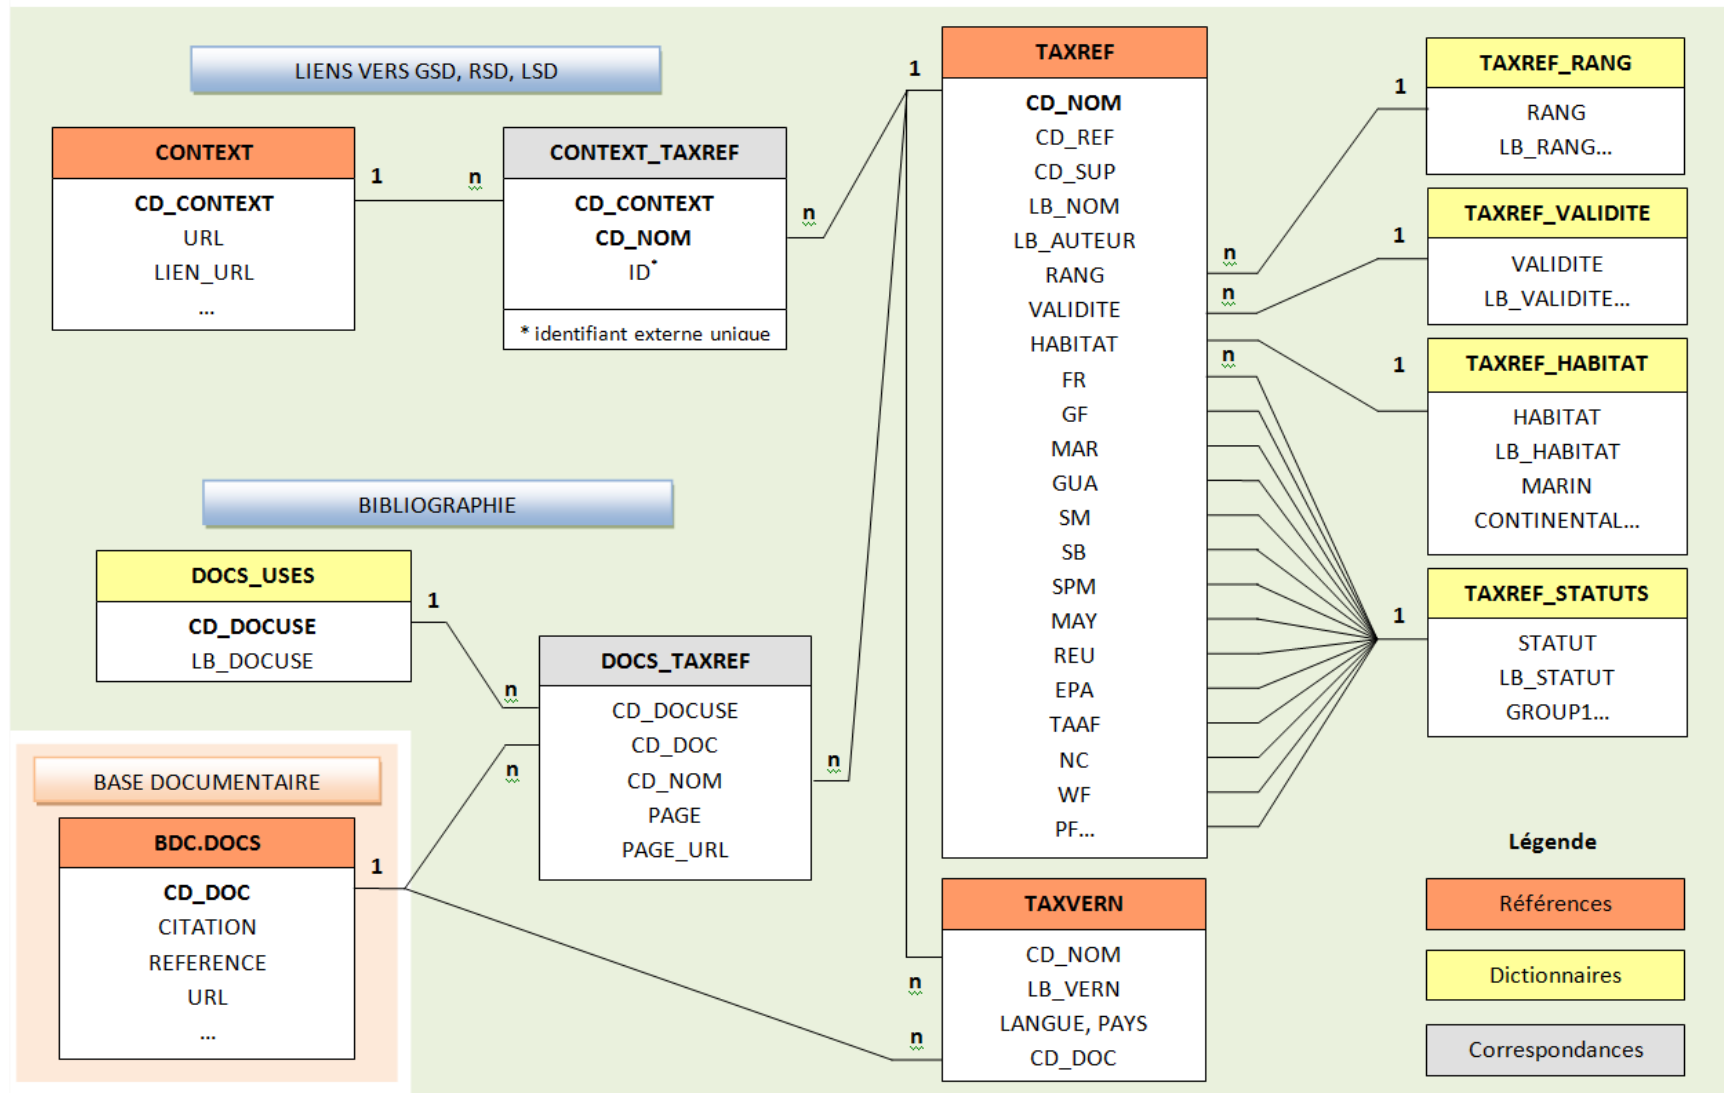 LIENS VERS GSD, RSD, LSD
CONTEXT
CD_CONTEXT
URL
LIEN_URL
...
1
n
CONTEXT_TAXREF
CD_CONTEXT
CD_NOM
ID*
* identifiant externe unique
n
1
BIBLIOGRAPHIE
DOCS_USES
CD_DOCUSE
LB_DOCUSE
1
n
DOCS_TAXREF
CD_DOCUSE
CD_DOC
CD_NOM
PAGE
PAGE_URL
n
n
BASE DOCUMENTAIRE
BDC.DOCS
CD_DOC
CITATION
REFERENCE
URL
...
1
TAXREF
CD_NOM
CD_REF
CD_SUP
LB_NOM
LB_AUTEUR
RANG
VALIDITE
HABITAT
FR
GF
MAR
GUA
SM
SB
SPM
MAY
REU
EPA
TAAF
NC
WF
PF...
n
n
n
TAXVERN
CD_NOM
LB_VERN
LANGUE, PAYS
CD_DOC
n
n
1
TAXREF_RANG
RANG
LB_RANG...
1
TAXREF_VALIDITE
VALIDITE
LB_VALIDITE...
1
TAXREF_HABITAT
HABITAT
LB_HABITAT
MARIN
CONTINENTAL...
1
TAXREF_STATUTS
STATUT
LB_STATUT
GROUP1...
Légende
Références
Dictionnaires
Correspondances